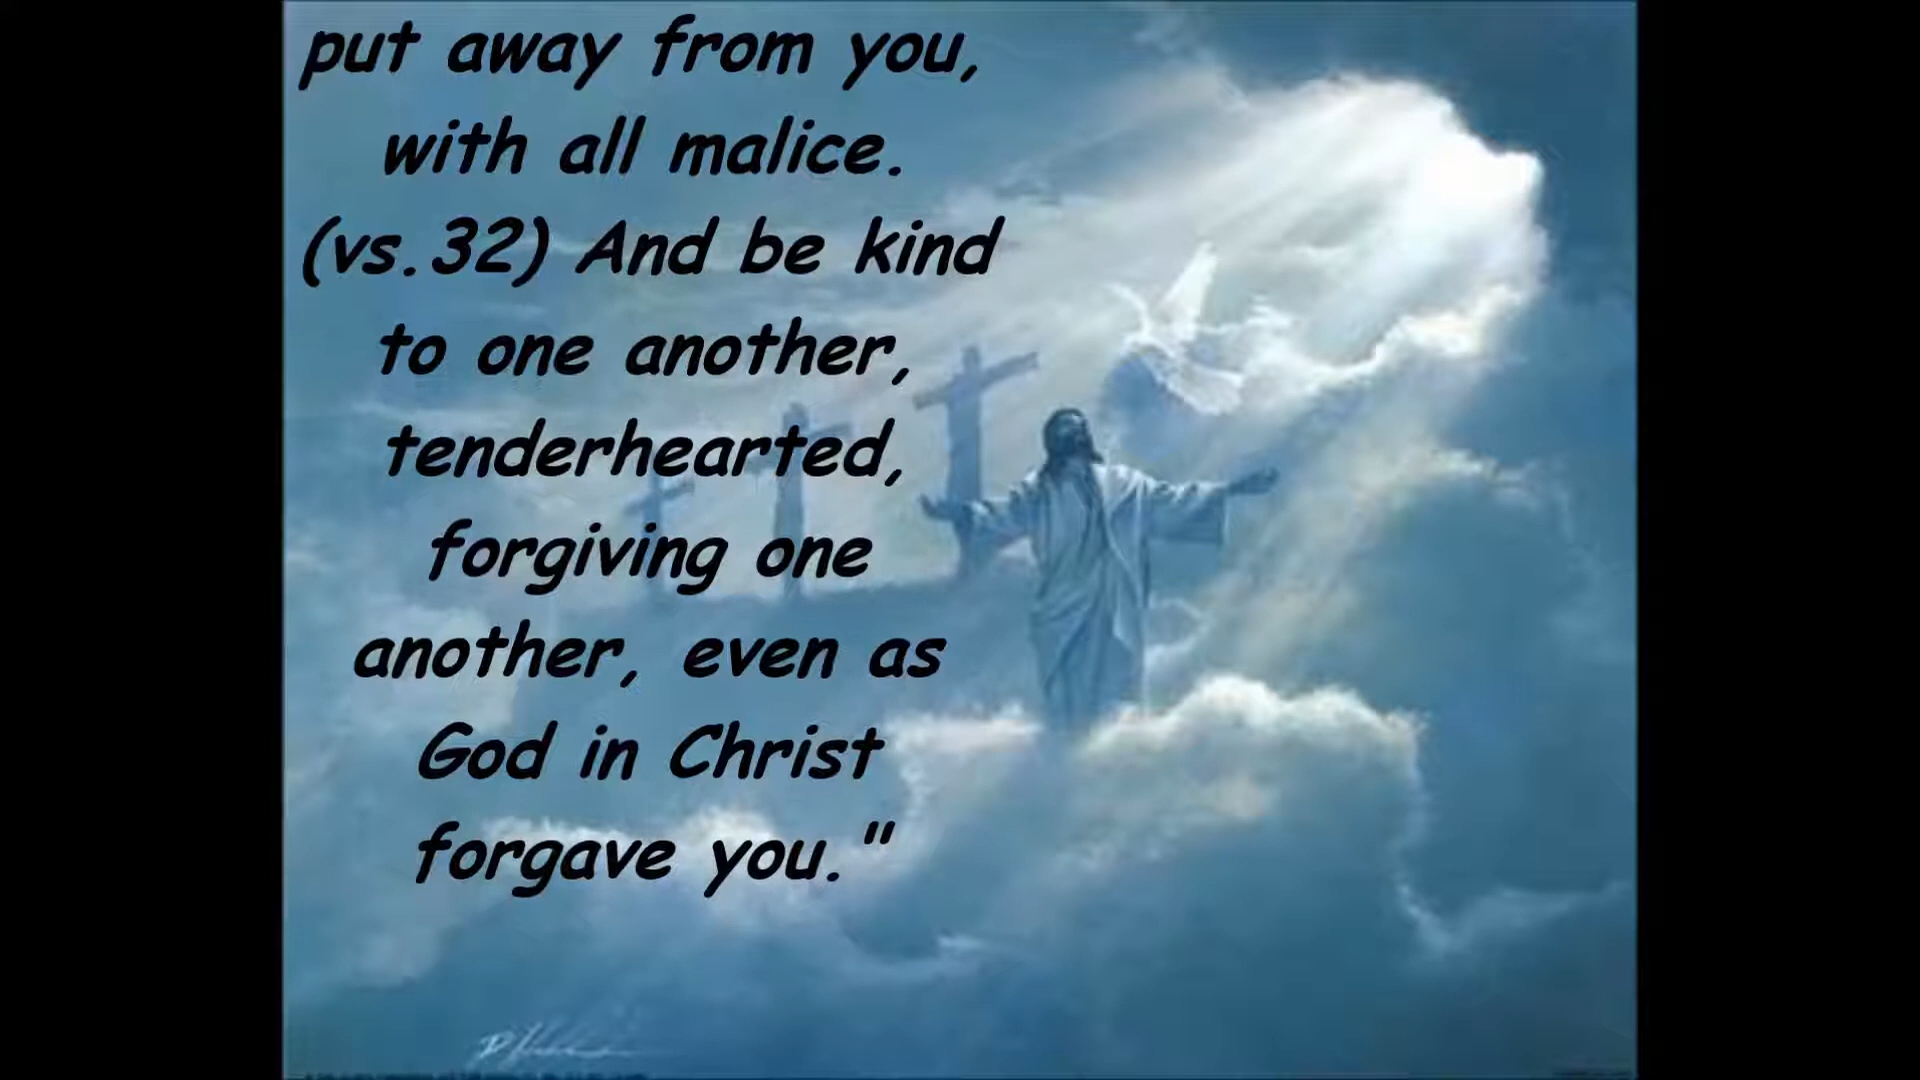 put away from you,
with all malice.
(vs.32) And be kind
to one another,
tenderhearted,
forgiving one
another, even as
God in Christ
forgave you."